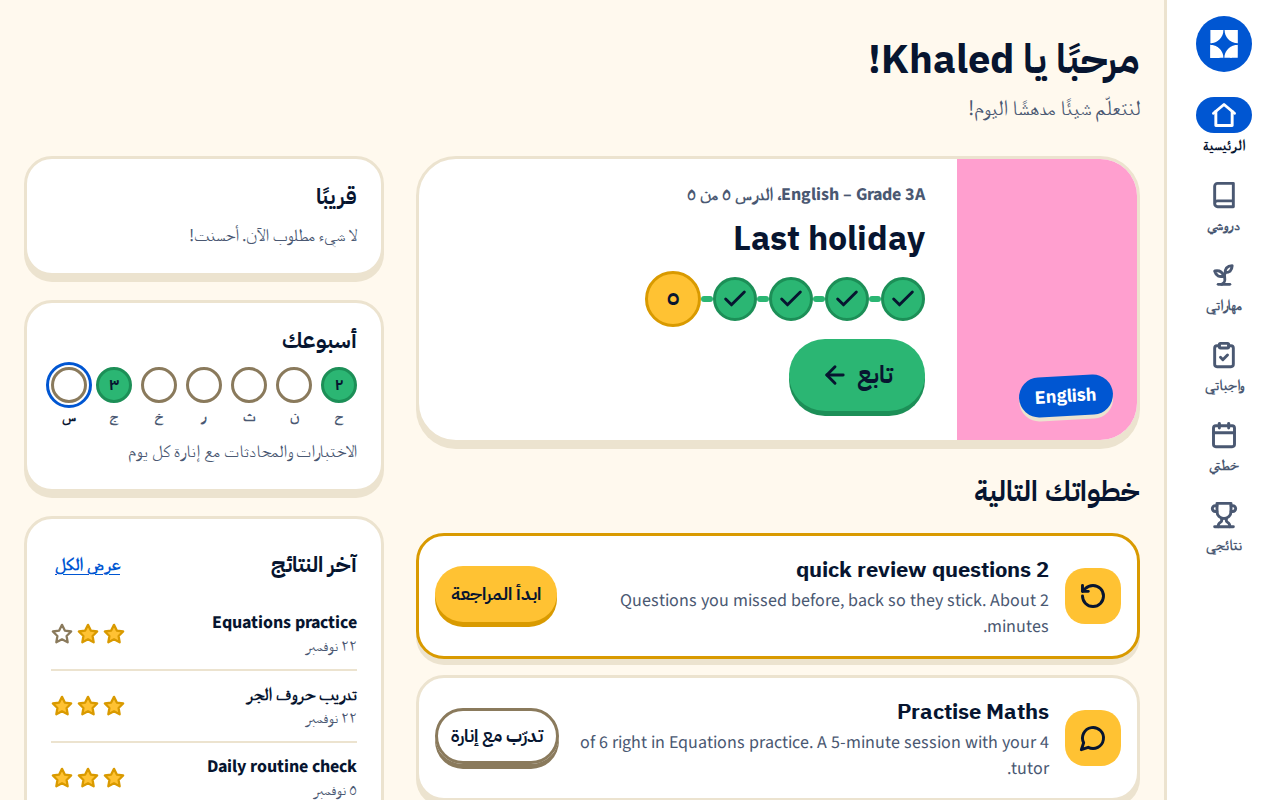 الرئيسية
دروسي
مهاراتي
واجباتي
خطتي
نتائجي
مرحبًا يا Khaled!
لنتعلّم شيئًا مدهشًا اليوم!
English
English – Grade 3A، الدرس ٥ من ٥
Last holiday
٥
تابع
خطواتك التالية
2 quick review questions
Questions you missed before, back so they stick. About 2
minutes.
ابدأ المراجعة
Practise Maths
4 of 6 right in Equations practice. A 5-minute session with your
tutor.
تدرّب مع إنارة
قريبًا
لا شيء مطلوب الآن. أحسنت!
أسبوعك
٢ ٣
ح ن ث ر خ ج س
الاختبارات والمحادثات مع إنارة كل يوم
آخر النتائج
عرض الكل
Equations practice
٢٢ نوفمبر
تدريب حروف الجر
٢٢ نوفمبر
Daily routine check
٥ نوفمبر